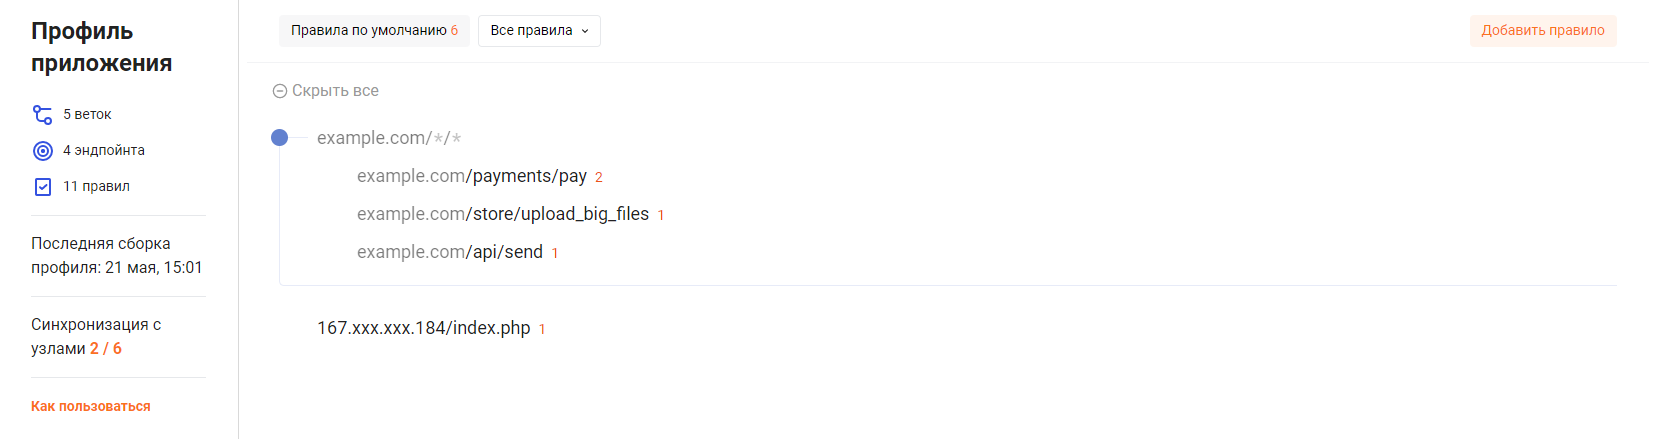 Профиль
приложения
5 веток
4 эндпойнта
11 правил
Последняя сборка
профиля: 21 мая, 15:01
Синхронизация с
узлами 2 / 6
Как пользоваться
Правила по умолчанию 6
Все правила
Добавить правило
Скрыть все
example.com/*/*
example.com/payments/pay 2
example.com/store/upload_big_files 1
example.com/api/send 1
167.xxx.xxx.184/index.php 1